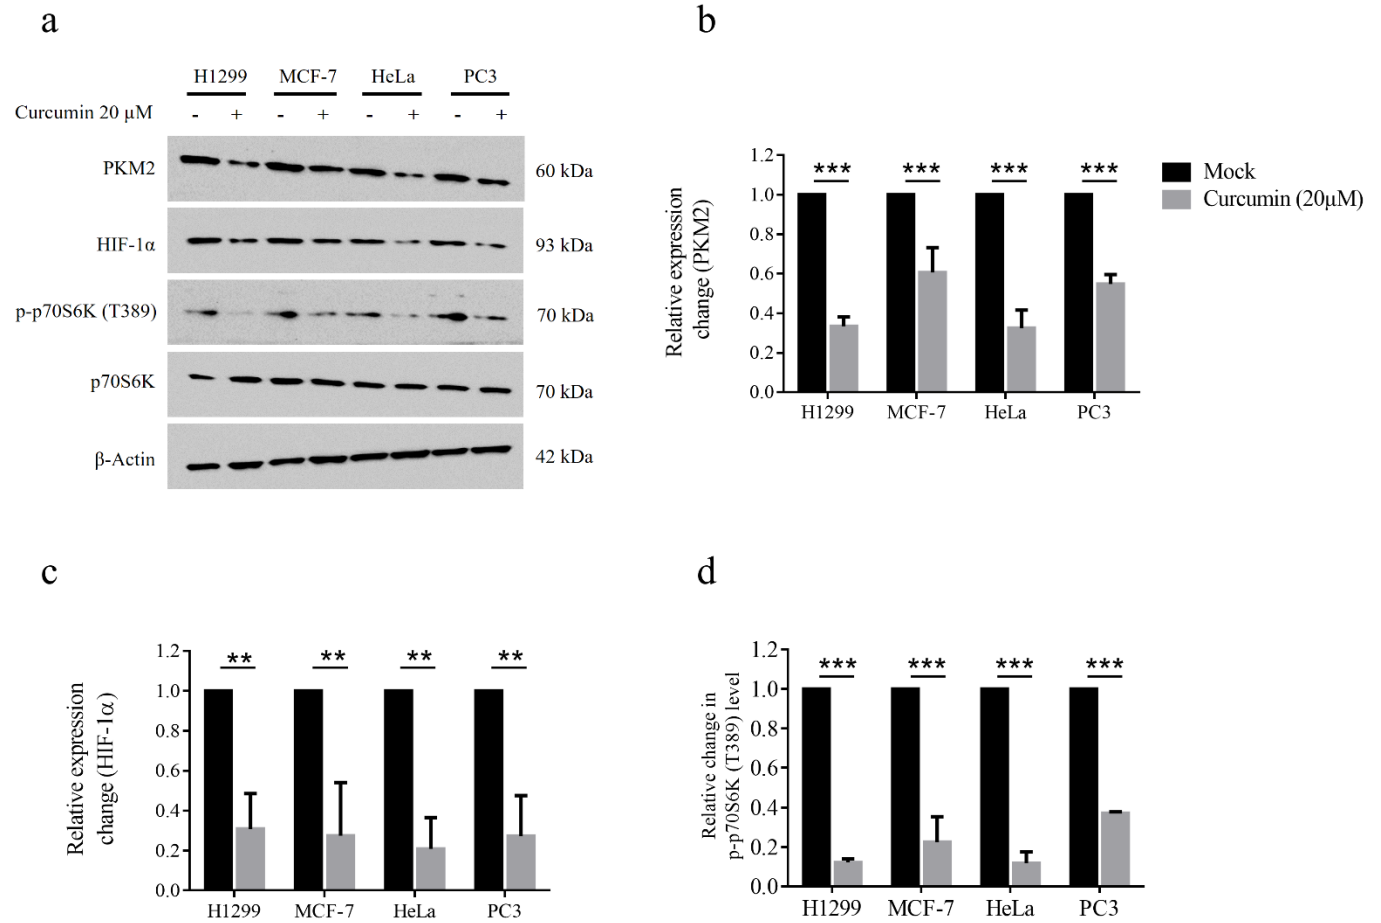 a
H1299 MCF-7 HeLa PC3
Curcumin 20 µM - + - + - + - +
PKM2 60 kDa
HIF-1α 93 kDa
p-p70S6K (T389) 70 kDa
p70S6K 70 kDa
β-Actin 42 kDa
b
Relative expression
change (PKM2)
1.2
1.0
0.8
0.6
0.4
0.2
0.0
*** *** *** ***
H1299 MCF-7 HeLa PC3
Mock
Curcumin (20µM)
c
Relative expression
change (HIF-1α)
1.2
1.0
0.8
0.6
0.4
0.2
0.0
** ** ** **
H1299 MCF-7 HeLa PC3
d
Relative change in
p-p70S6K (T389) level
1.2
1.0
0.8
0.6
0.4
0.2
0.0
*** *** *** ***
H1299 MCF-7 HeLa PC3